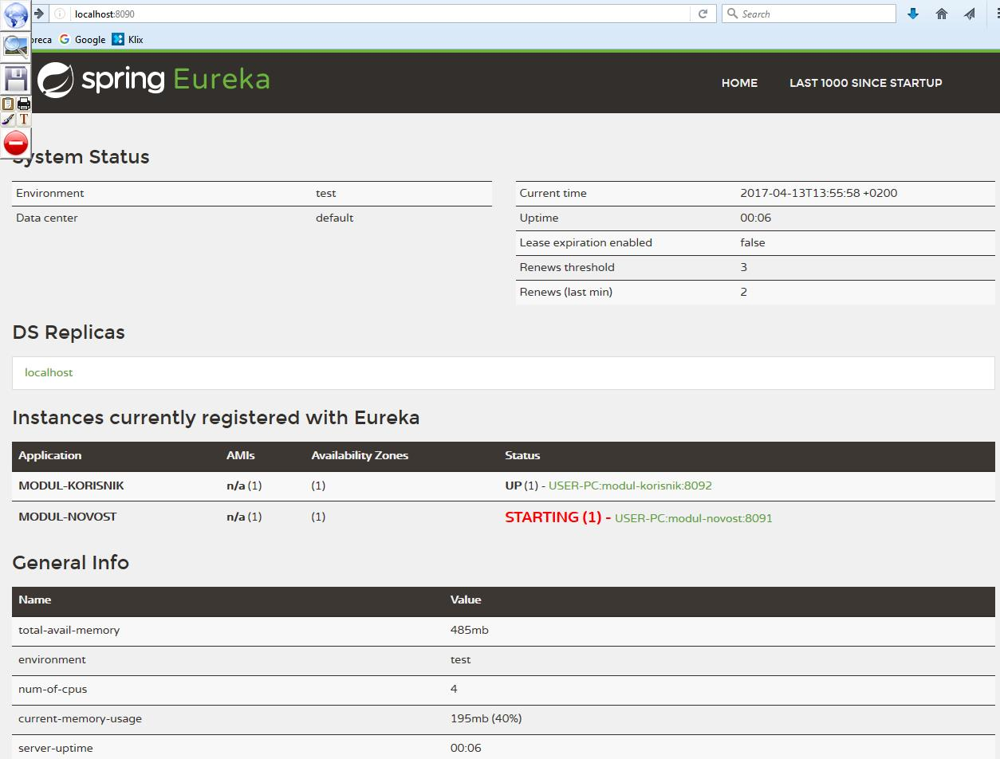 localhost:8090
Search
oreca Google Klix
T
spring Eureka
HOME LAST 1000 SINCE STARTUP
System Status
Environment test
Data center default
Current time 2017-04-13T13:55:58 +0200
Uptime 00:06
Lease expiration enabled false
Renews threshold 3
Renews (last min) 2
DS Replicas
localhost
Instances currently registered with Eureka
Application AMIs Availability Zones Status
MODUL-KORISNIK n/a (1) (1) UP (1) - USER-PC:modul-korisnik:8092
MODUL-NOVOST n/a (1) (1) STARTING (1) - USER-PC:modul-novost:8091
General Info
Name Value
total-avail-memory 485mb
environment test
num-of-cpus 4
current-memory-usage 195mb (40%)
server-uptime 00:06